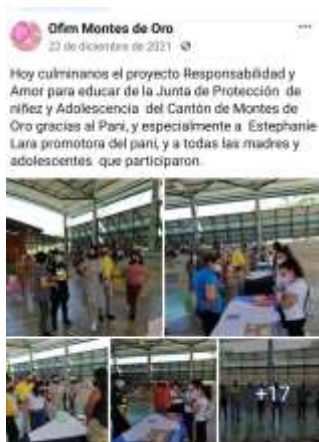 Ofim Montes de Oro
22 de diciembre de 2021
Hoy culminanos el proyecto Responsabilidad y
Amor para educar de la Junta de Protección de
niñez y Adolescencia del Cantón de Montes de
Oro gracias al Pani, y especialmente a Estephanie
Lara promotora del pani, y a todas las madres y
adolescentes que participaron.
+17